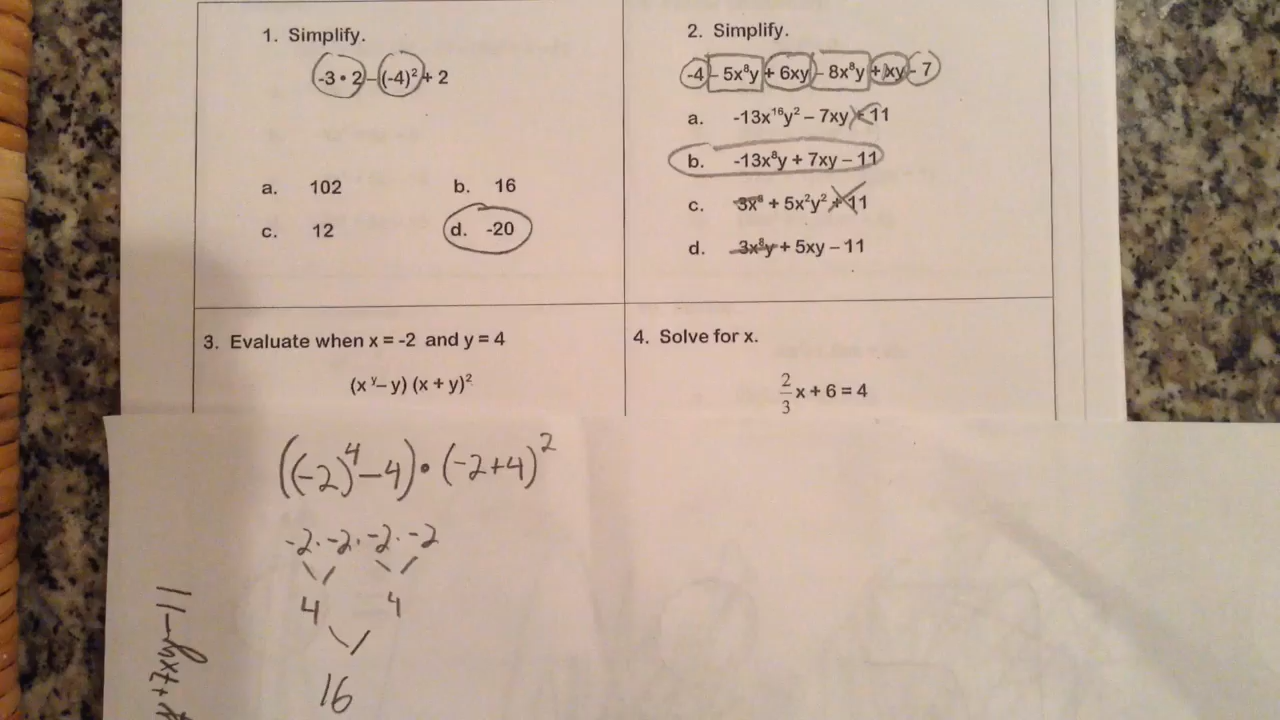 1. Simplify.
-3 • 2 – (-4)² + 2
a. 102
b. 16
c. 12
d. -20
2. Simplify.
-4 – 5x⁸y + 6xy – 8x⁸y + xy – 7
a. -13x¹⁶y² – 7xy + 11
b. -13x⁸y + 7xy – 11
c. 3x⁸ + 5x²y² + 11
d. 3x⁸y + 5xy – 11
3. Evaluate when x = -2 and y = 4
(x ʸ – y) (x + y)²
4. Solve for x.
2/3 x + 6 = 4
((-2)⁴ – 4) • (-2+4)²
-2 · -2 · -2 · -2
4 4
16